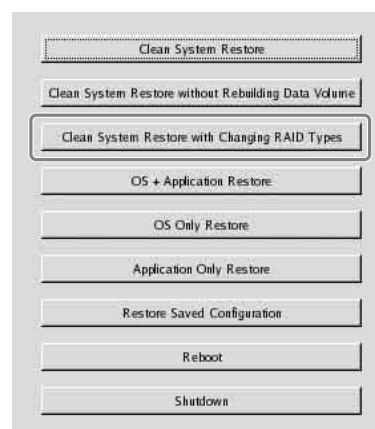 Clean System Restore
Clean System Restore without Rebuilding Data Volume
Clean System Restore with Changing RAID Types
OS + Application Restore
OS Only Restore
Application Only Restore
Restore Saved Configuration
Reboot
Shutdown